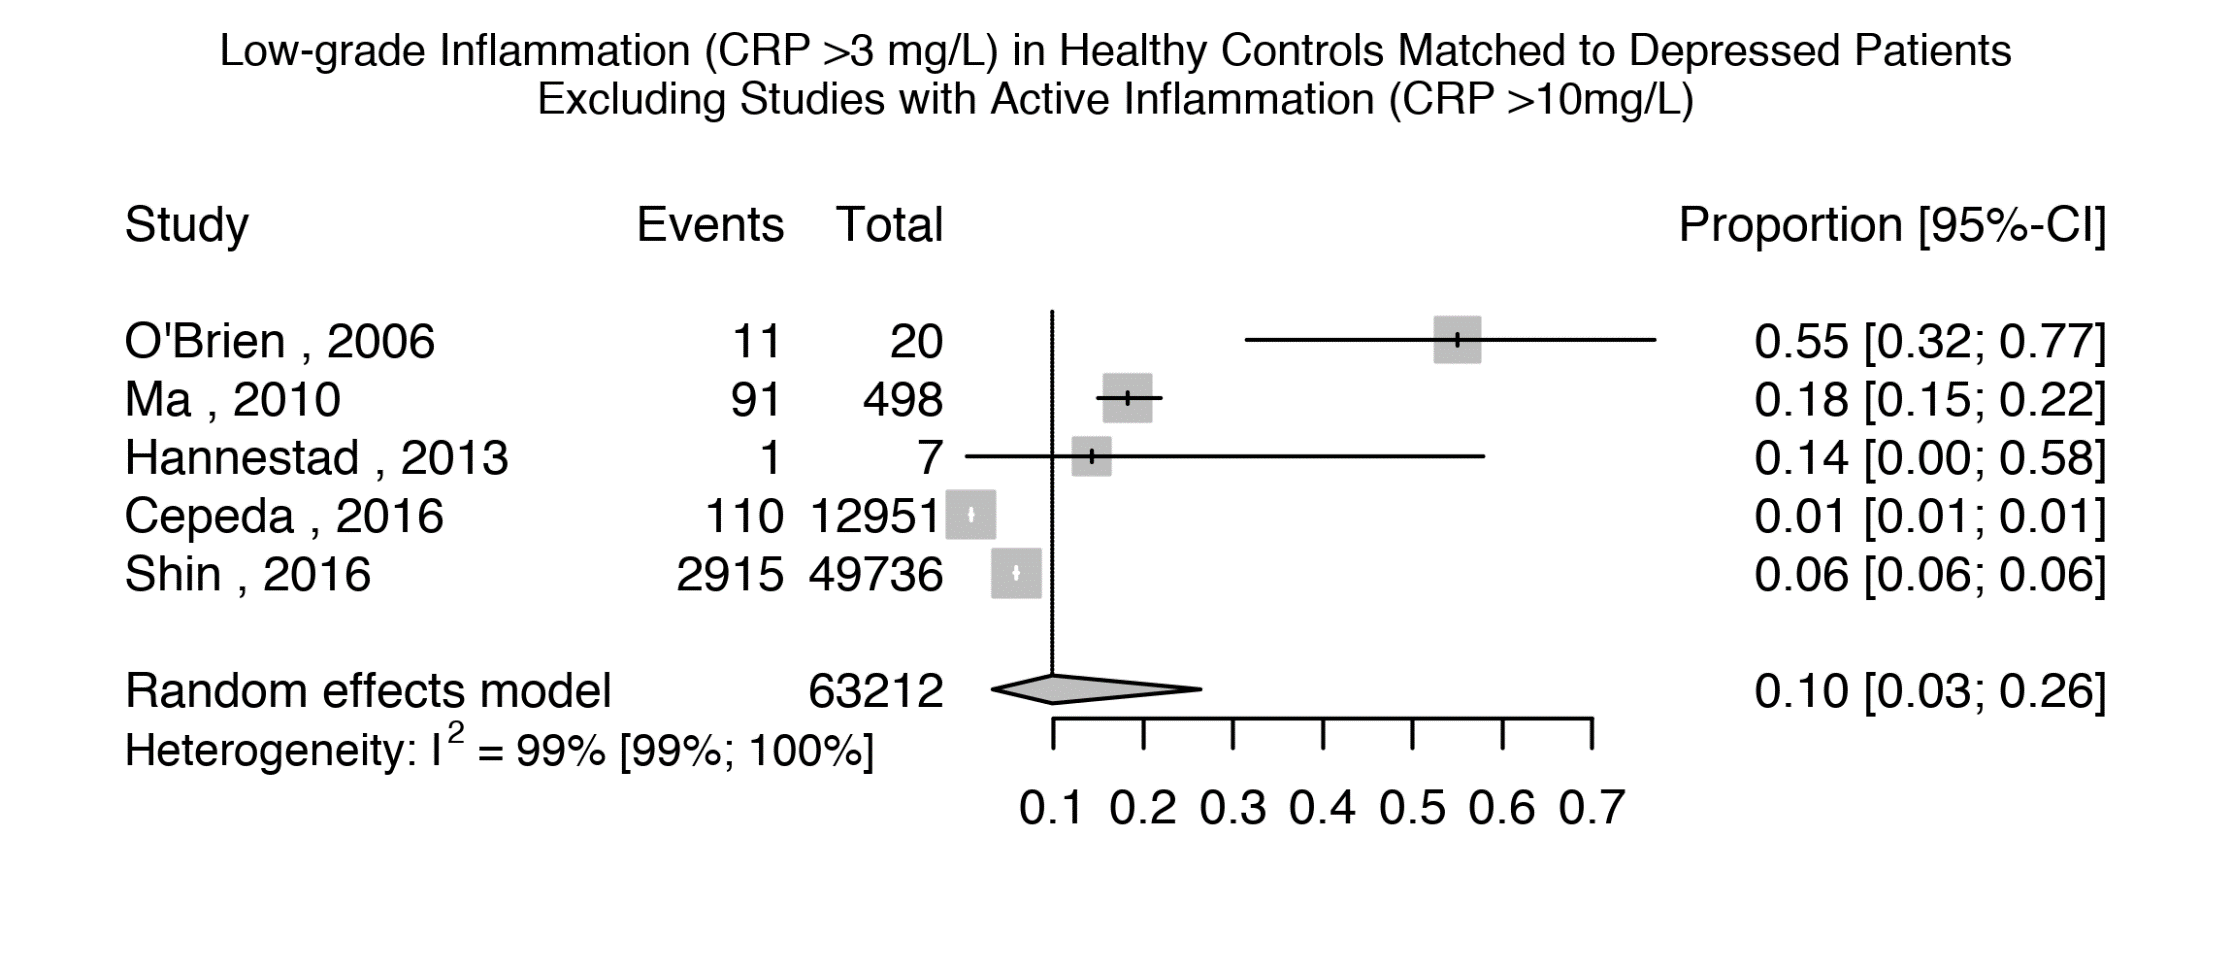 Low-grade Inflammation (CRP >3 mg/L) in Healthy Controls Matched to Depressed Patients
Excluding Studies with Active Inflammation (CRP >10mg/L)
Study Events Total Proportion [95%-CI]
O'Brien , 2006 11 20 0.55 [0.32; 0.77]
Ma , 2010 91 498 0.18 [0.15; 0.22]
Hannestad , 2013 1 7 0.14 [0.00; 0.58]
Cepeda , 2016 110 12951 0.01 [0.01; 0.01]
Shin , 2016 2915 49736 0.06 [0.06; 0.06]
Random effects model 63212 0.10 [0.03; 0.26]
Heterogeneity: I² = 99% [99%; 100%]
0.1 0.2 0.3 0.4 0.5 0.6 0.7